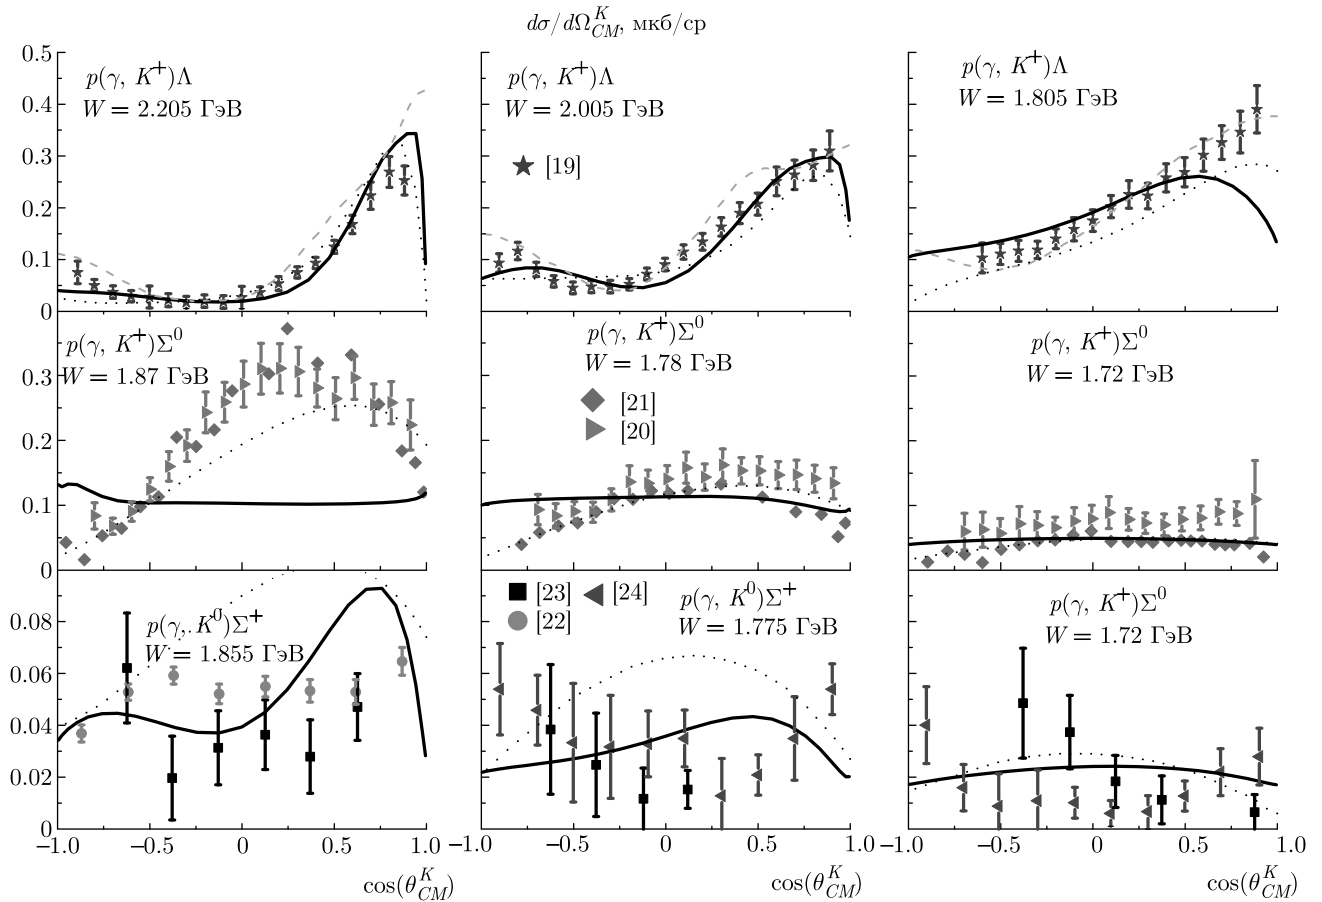 dσ/dΩ_CM^K, мкб/ср
0.5
0.4
0.3
0.2
0.1
0
p(γ, K⁺)Λ
W = 2.205 ГэВ
p(γ, K⁺)Λ
W = 2.005 ГэВ
[19]
p(γ, K⁺)Λ
W = 1.805 ГэВ
0.3
0.2
0.1
0
p(γ, K⁺)Σ⁰
W = 1.87 ГэВ
p(γ, K⁺)Σ⁰
W = 1.78 ГэВ
[21]
[20]
p(γ, K⁺)Σ⁰
W = 1.72 ГэВ
0.08
0.06
0.04
0.02
0
p(γ, K⁰)Σ⁺
W = 1.855 ГэВ
[23] [24]
[22]
p(γ, K⁰)Σ⁺
W = 1.775 ГэВ
p(γ, K⁺)Σ⁰
W = 1.72 ГэВ
−1.0 −0.5 0 0.5 1.0
−1.0 −0.5 0 0.5 1.0
−1.0 −0.5 0 0.5 1.0
cos(θ_CM^K)
cos(θ_CM^K)
cos(θ_CM^K)